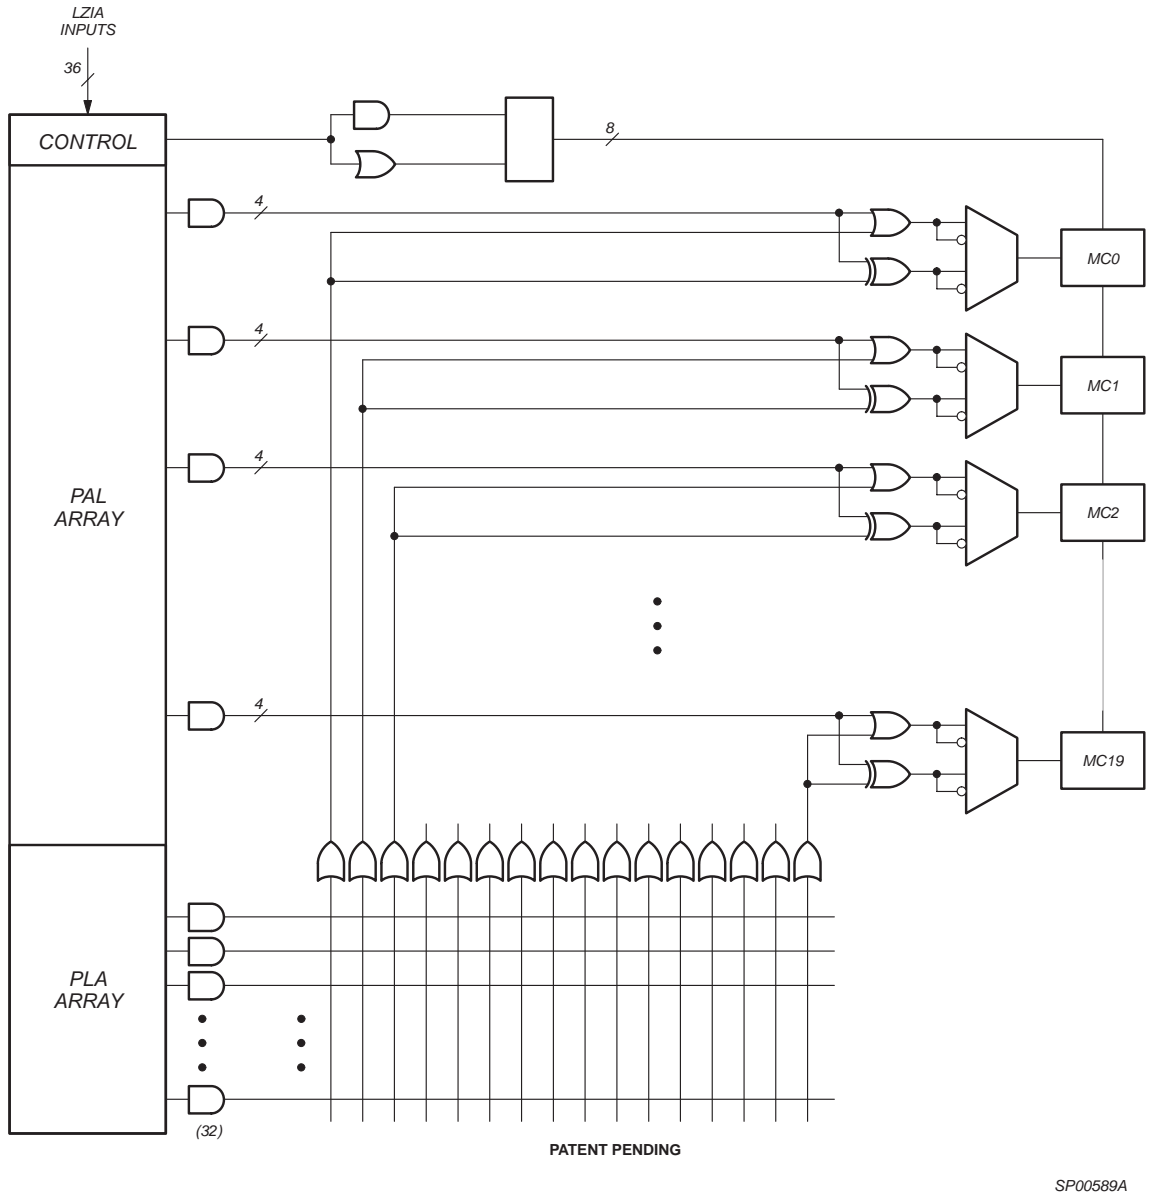 LZIA
INPUTS
36
CONTROL
8
4
MC0
4
MC1
4
PAL
ARRAY
MC2
4
MC19
PLA
ARRAY
(32)
PATENT PENDING
SP00589A